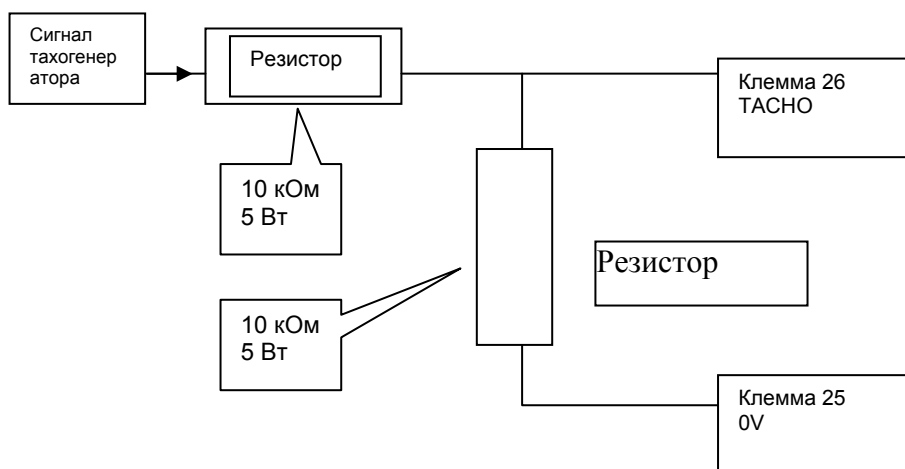 Сигнал
тахогенер
атора
Резистор
Клемма 26
TACHO
10 кОм
5 Вт
Резистор
10 кОм
5 Вт
Клемма 25
0V